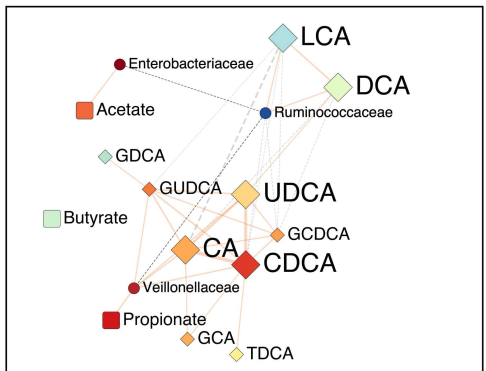 LCA
Enterobacteriaceae
DCA
Acetate
Ruminococcaceae
GDCA
GUDCA
UDCA
Butyrate
GCDCA
CA
CDCA
Veillonellaceae
Propionate
GCA
TDCA